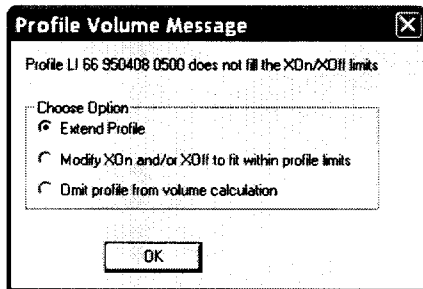 Profile Volume Message
Profile LI 66 950408 0500 does not fill the XOn/XOff limits
Choose Option
Extend Profile
Modify XOn and/or XOff to fit within profile limits
Omit profile from volume calculation
OK